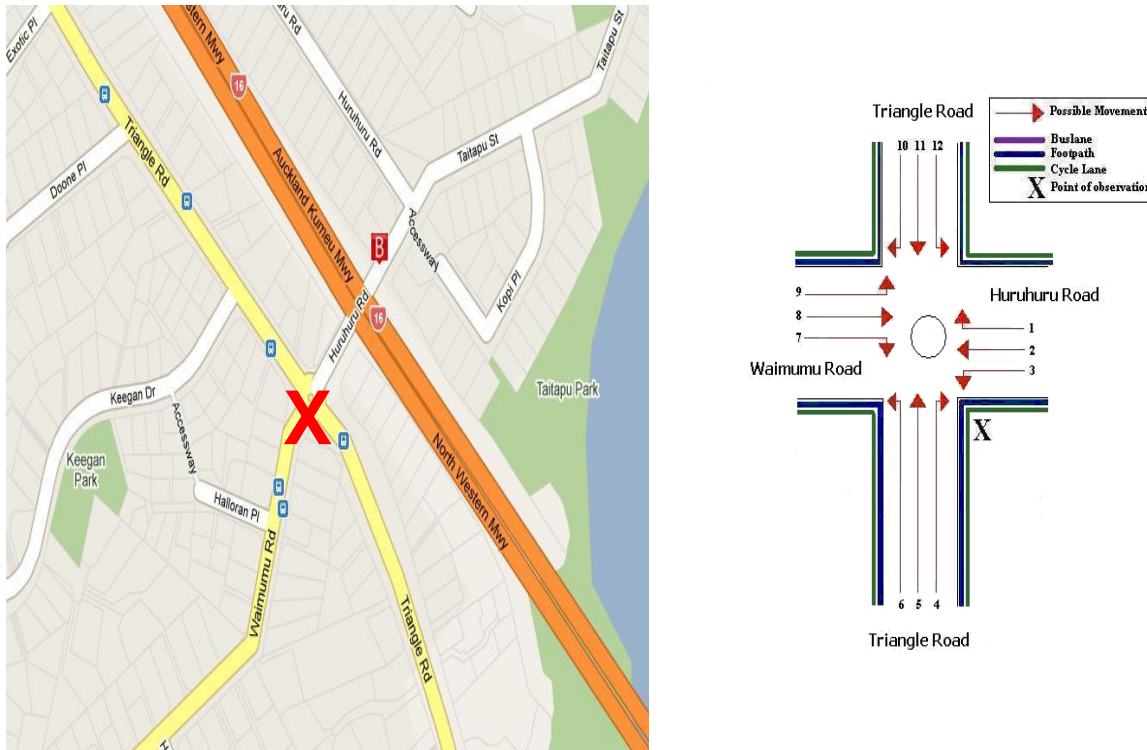 Exotic Pl
Western Mwy
16
Huruhuru Rd
Taitapu St
Triangle Rd
Doone Pl
Auckland Kumeu Mwy
Taitapu St
Accessway
B
Huruhuru Rd
16
Kopi Pl
Keegan Dr
X
Taitapu Park
Accessway
Keegan
Park
Halloran Pl
North Western Mwy
Waimumu Rd
Triangle Rd
H
Triangle Road
10 11 12
Possible Movement
Buslane
Footpath
Cycle Lane
X Point of observation
Huruhuru Road
9
8
7
1
2
3
Waimumu Road
X
6 5 4
Triangle Road